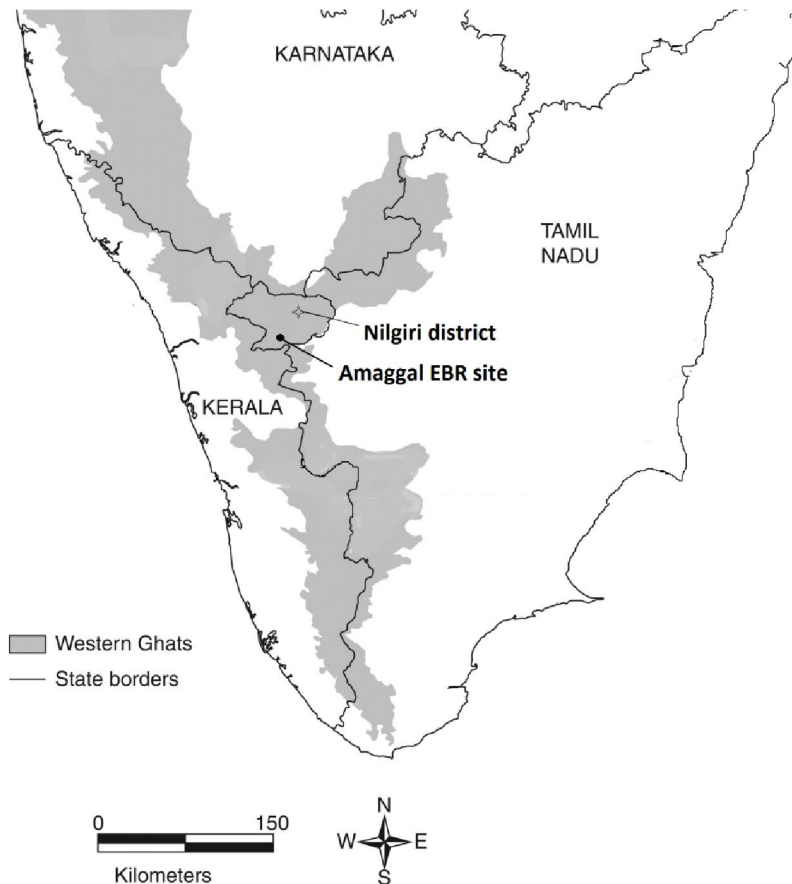 KARNATAKA
TAMIL
NADU
Nilgiri district
Amaggal EBR site
KERALA
Western Ghats
State borders
0 150
Kilometers
N
W E
S